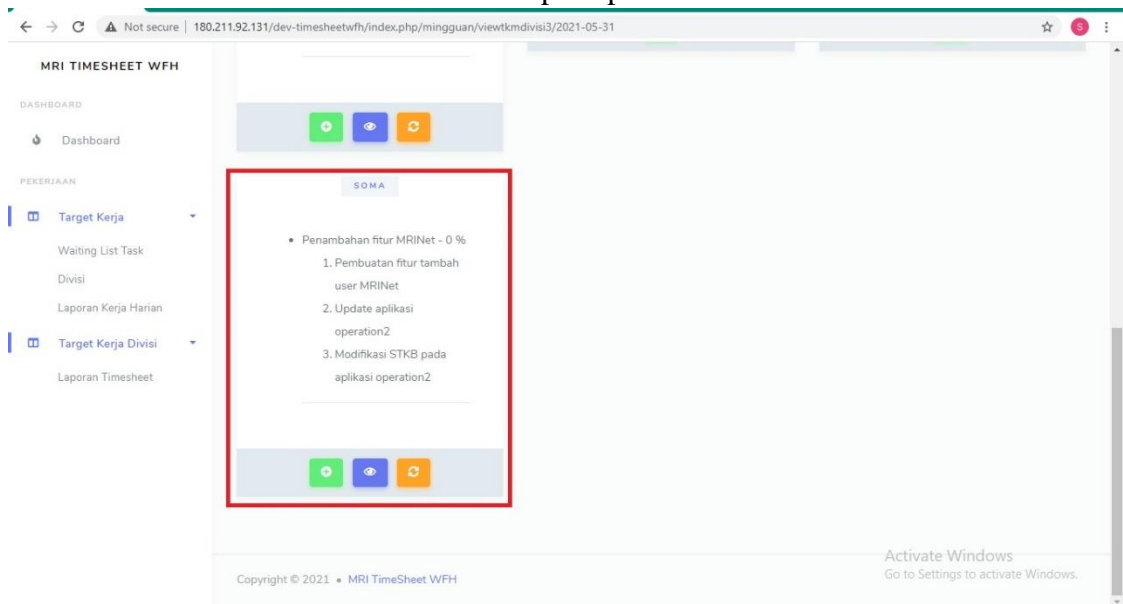 Not secure | 180.211.92.131/dev-timesheetwfh/index.php/mingguan/viewtkmdivisi3/2021-05-31
S
MRI TIMESHEET WFH
DASHBOARD
Dashboard
PEKERJAAN
Target Kerja
Waiting List Task
Divisi
Laporan Kerja Harian
Target Kerja Divisi
Laporan Timesheet
SOMA
• Penambahan fitur MRINet - 0 %
1. Pembuatan fitur tambah
user MRINet
2. Update aplikasi
operation2
3. Modifikasi STKB pada
aplikasi operation2
Copyright © 2021 • MRI TimeSheet WFH
Activate Windows
Go to Settings to activate Windows.